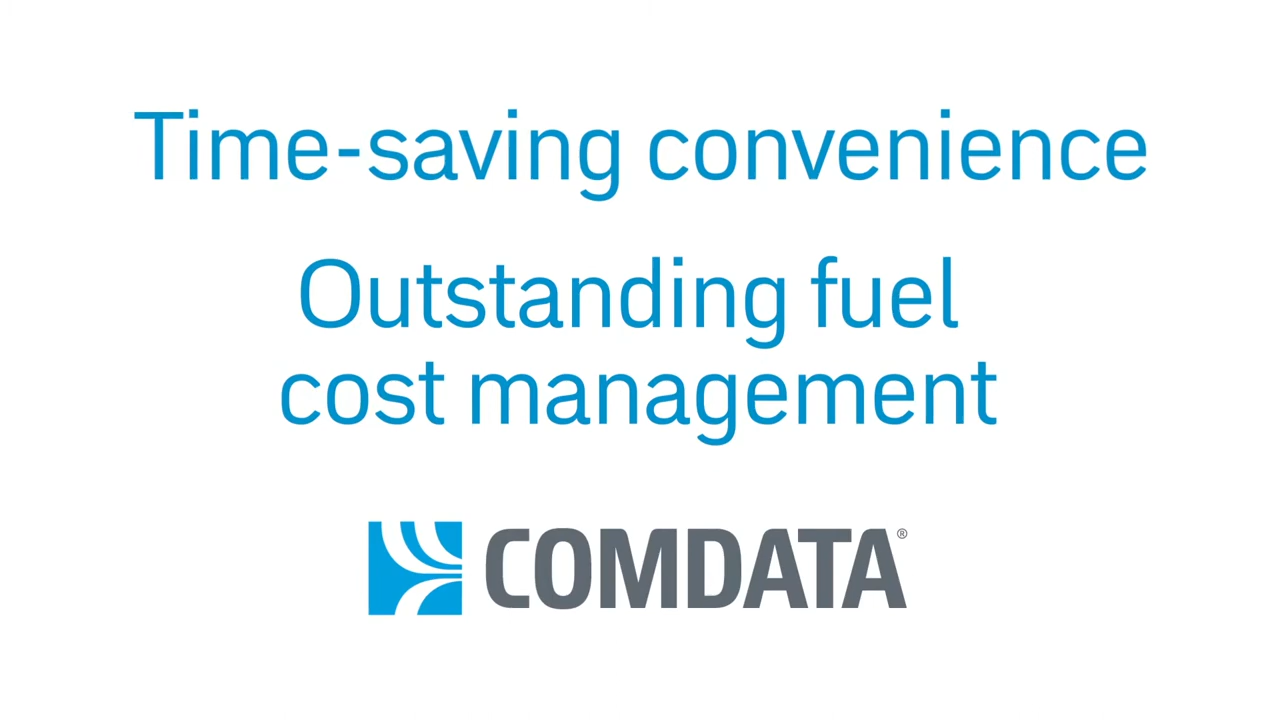 Time-saving convenience
Outstanding fuel
cost management
COMDATA®